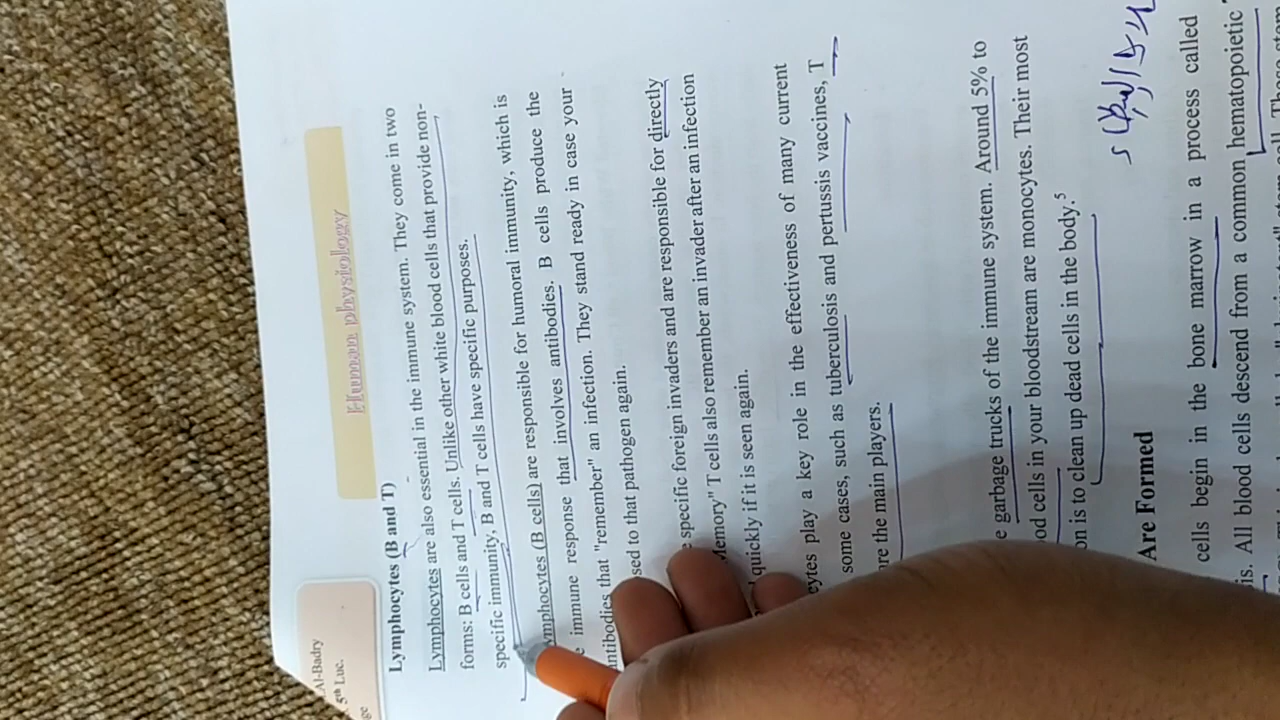 .Al-Badry
5th Luc.
ge
Human physiology
Lymphocytes (B and T)
Lymphocytes are also essential in the immune system. They come in two
forms: B cells and T cells. Unlike other white blood cells that provide non-
specific immunity, B and T cells have specific purposes.
ymphocytes (B cells) are responsible for humoral immunity, which is
e immune response that involves antibodies. B cells produce the
ntibodies that "remember" an infection. They stand ready in case your
sed to that pathogen again.
specific foreign invaders and are responsible for directly
Memory" T cells also remember an invader after an infection
quickly if it is seen again.
cytes play a key role in the effectiveness of many current
some cases, such as tuberculosis and pertussis vaccines, T
re the main players.
e garbage trucks of the immune system. Around 5% to
od cells in your bloodstream are monocytes. Their most
on is to clean up dead cells in the body.5
Are Formed
cells begin in the bone marrow in a process called
is. All blood cells descend from a common hematopoietic